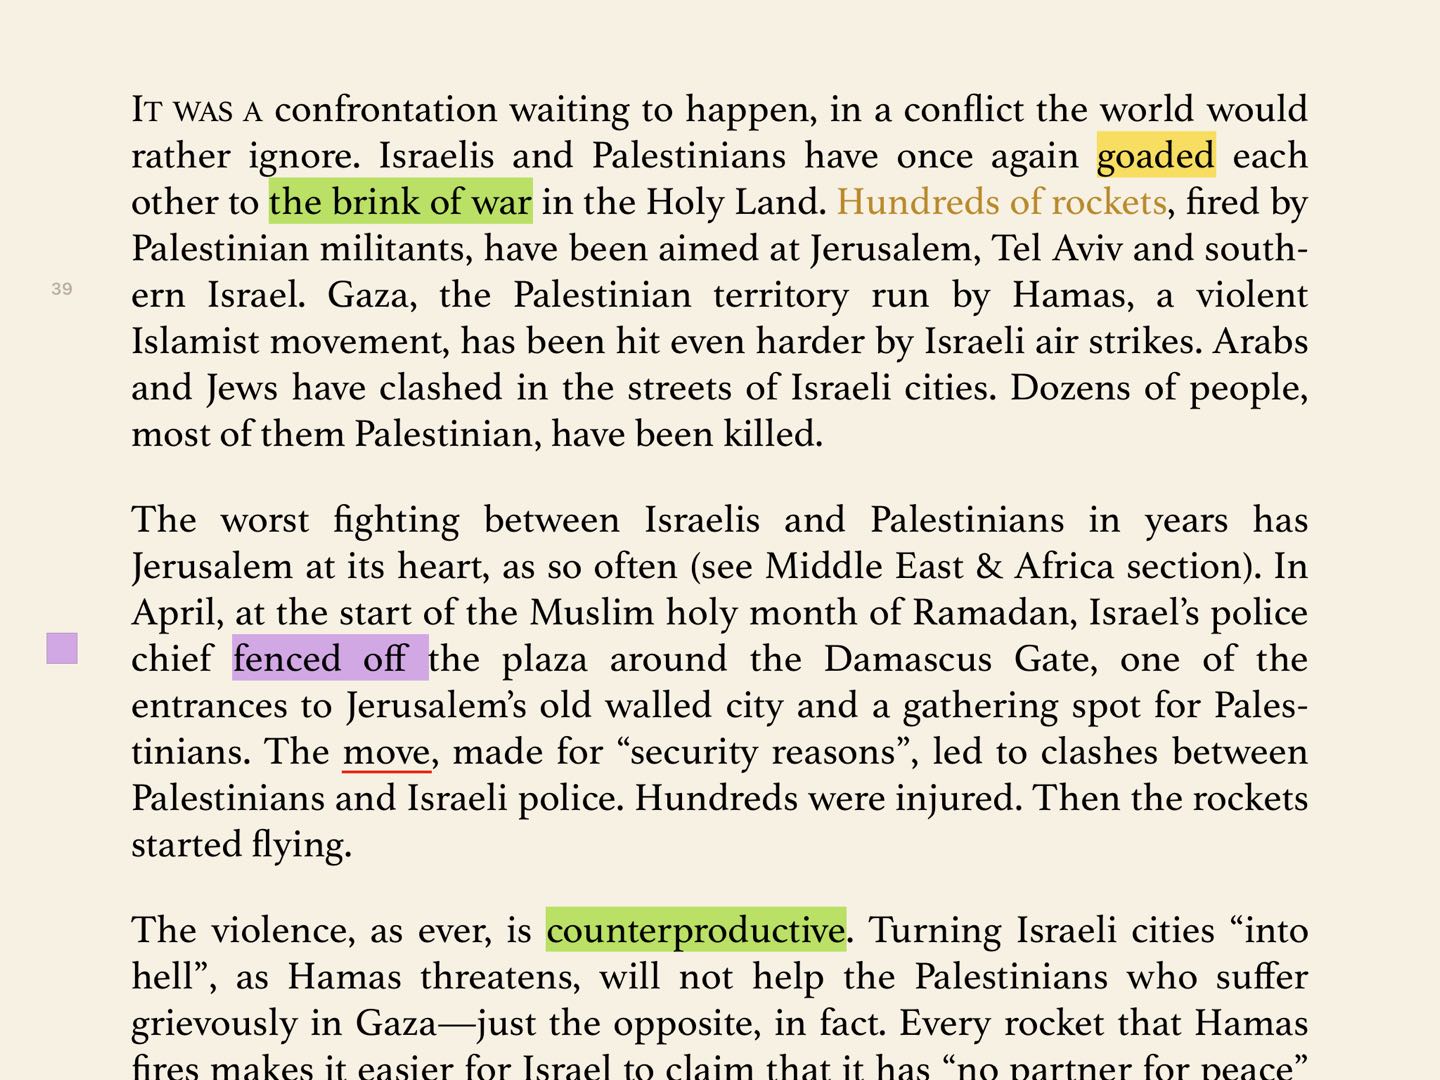 IT WAS A confrontation waiting to happen, in a conflict the world would
rather ignore. Israelis and Palestinians have once again goaded each
other to the brink of war in the Holy Land. Hundreds of rockets, fired by
Palestinian militants, have been aimed at Jerusalem, Tel Aviv and south-
39
ern Israel. Gaza, the Palestinian territory run by Hamas, a violent
Islamist movement, has been hit even harder by Israeli air strikes. Arabs
and Jews have clashed in the streets of Israeli cities. Dozens of people,
most of them Palestinian, have been killed.
The worst fighting between Israelis and Palestinians in years has
Jerusalem at its heart, as so often (see Middle East & Africa section). In
April, at the start of the Muslim holy month of Ramadan, Israel’s police
chief fenced off the plaza around the Damascus Gate, one of the
entrances to Jerusalem’s old walled city and a gathering spot for Pales-
tinians. The move, made for “security reasons”, led to clashes between
Palestinians and Israeli police. Hundreds were injured. Then the rockets
started flying.
The violence, as ever, is counterproductive. Turning Israeli cities “into
hell”, as Hamas threatens, will not help the Palestinians who suffer
grievously in Gaza—just the opposite, in fact. Every rocket that Hamas
fires makes it easier for Israel to claim that it has “no partner for peace”